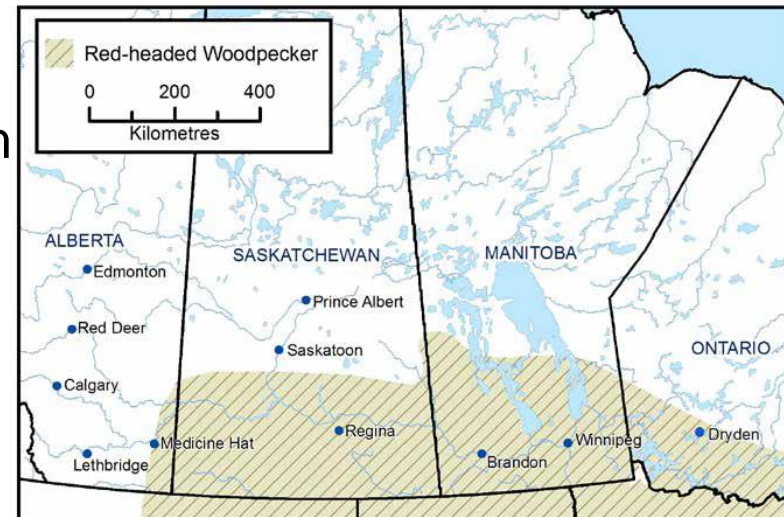 n
Red-headed Woodpecker
0 200 400
Kilometres
ALBERTA
SASKATCHEWAN
MANITOBA
ONTARIO
Edmonton
Prince Albert
Red Deer
Saskatoon
Calgary
Medicine Hat
Regina
Winnipeg
Dryden
Lethbridge
Brandon